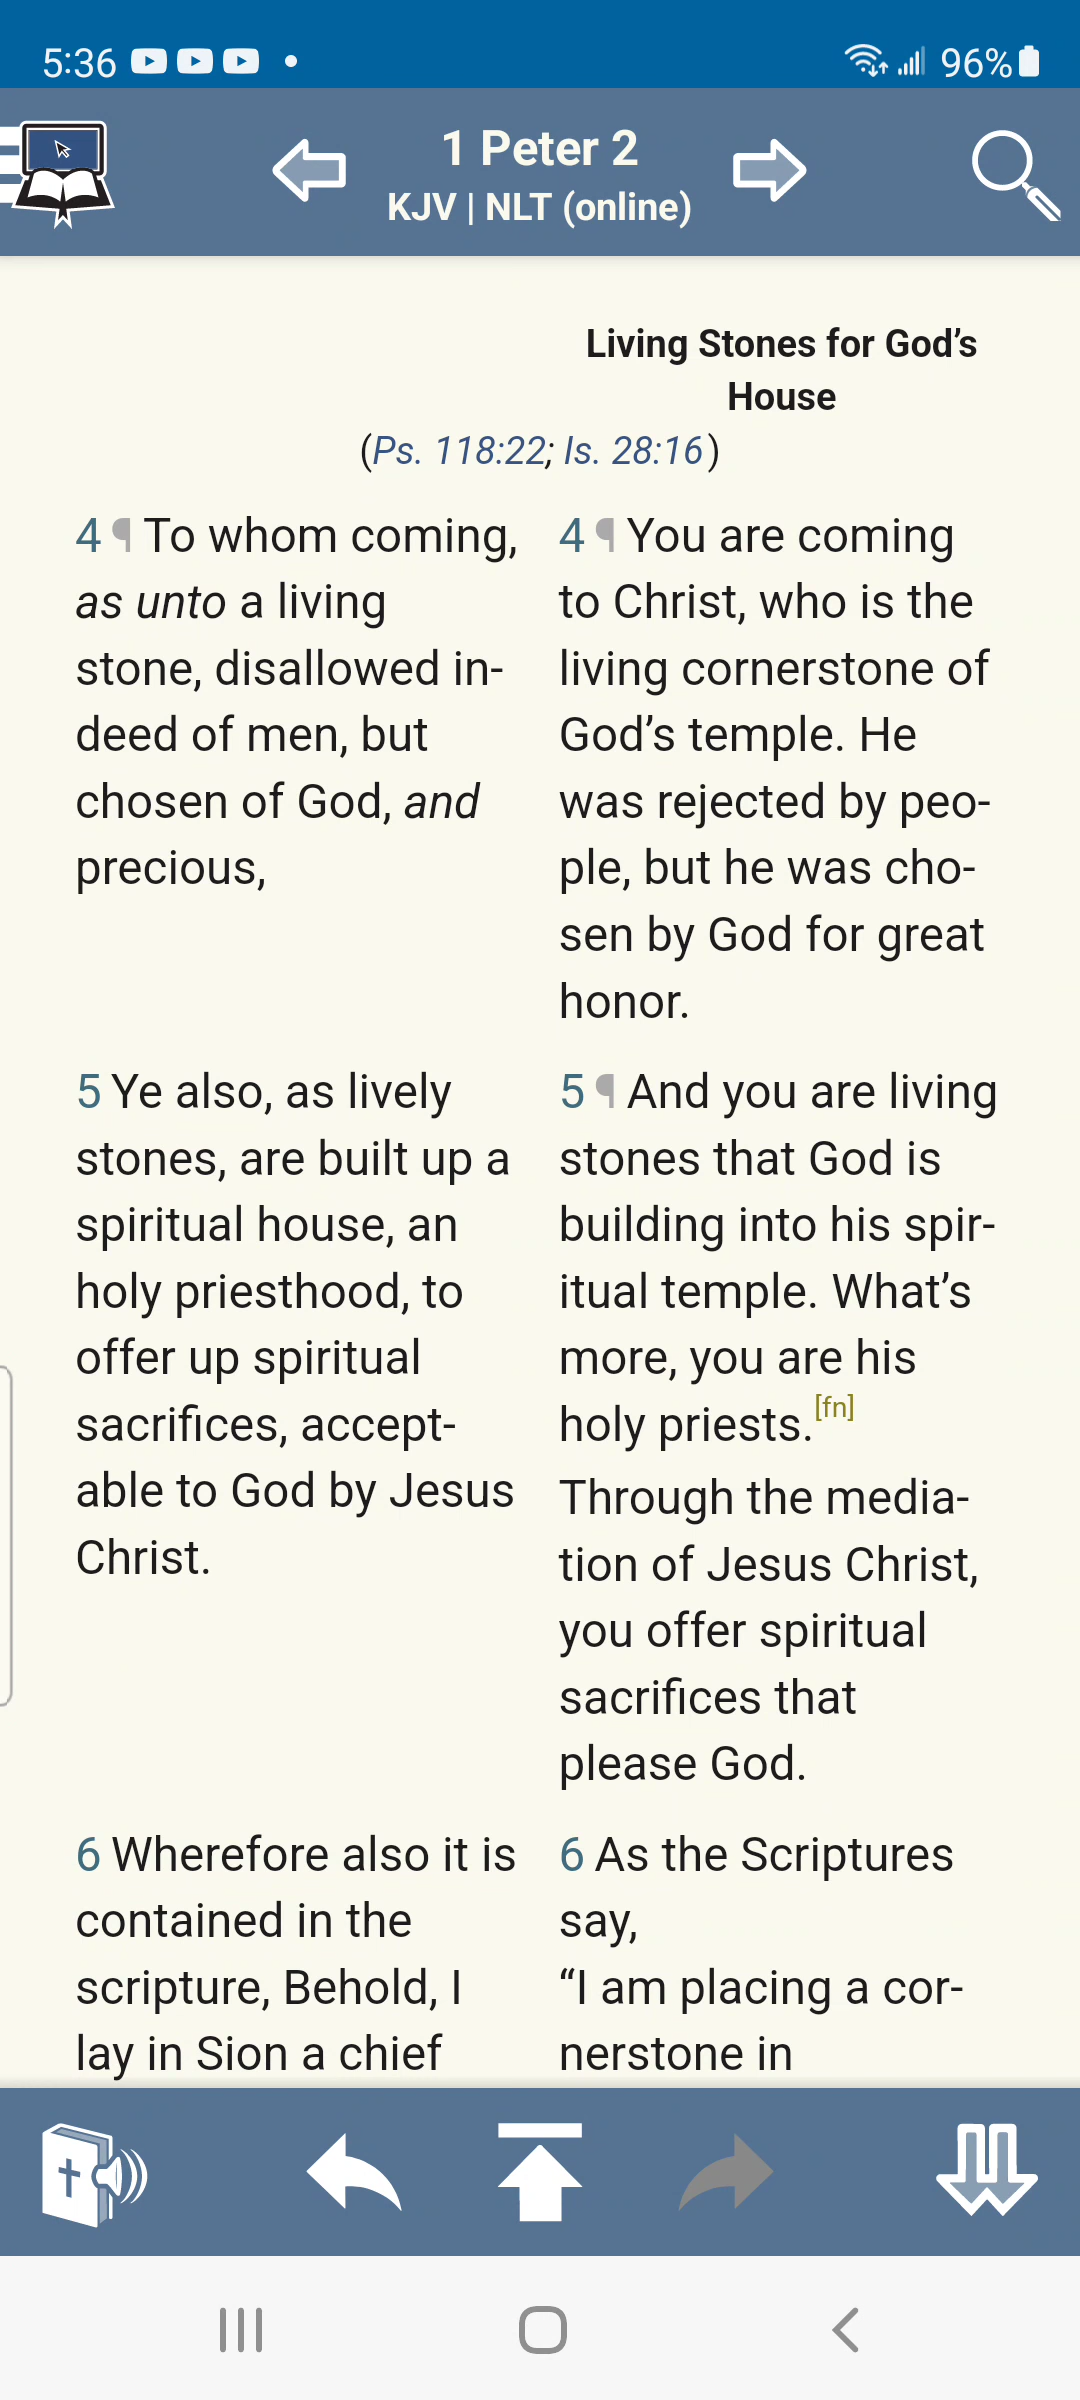 5:36
96%
1 Peter 2
KJV | NLT (online)
Living Stones for God’s
House
(Ps. 118:22; Is. 28:16)
4 ¶ To whom coming,
as unto a living
stone, disallowed in-
deed of men, but
chosen of God, and
precious,
4 ¶ You are coming
to Christ, who is the
living cornerstone of
God’s temple. He
was rejected by peo-
ple, but he was cho-
sen by God for great
honor.
5 Ye also, as lively
stones, are built up a
spiritual house, an
holy priesthood, to
offer up spiritual
sacrifices, accept-
able to God by Jesus
Christ.
5 ¶ And you are living
stones that God is
building into his spir-
itual temple. What’s
more, you are his
holy priests.[fn]
Through the media-
tion of Jesus Christ,
you offer spiritual
sacrifices that
please God.
6 Wherefore also it is
contained in the
scripture, Behold, I
lay in Sion a chief
6 As the Scriptures
say,
“I am placing a cor-
nerstone in